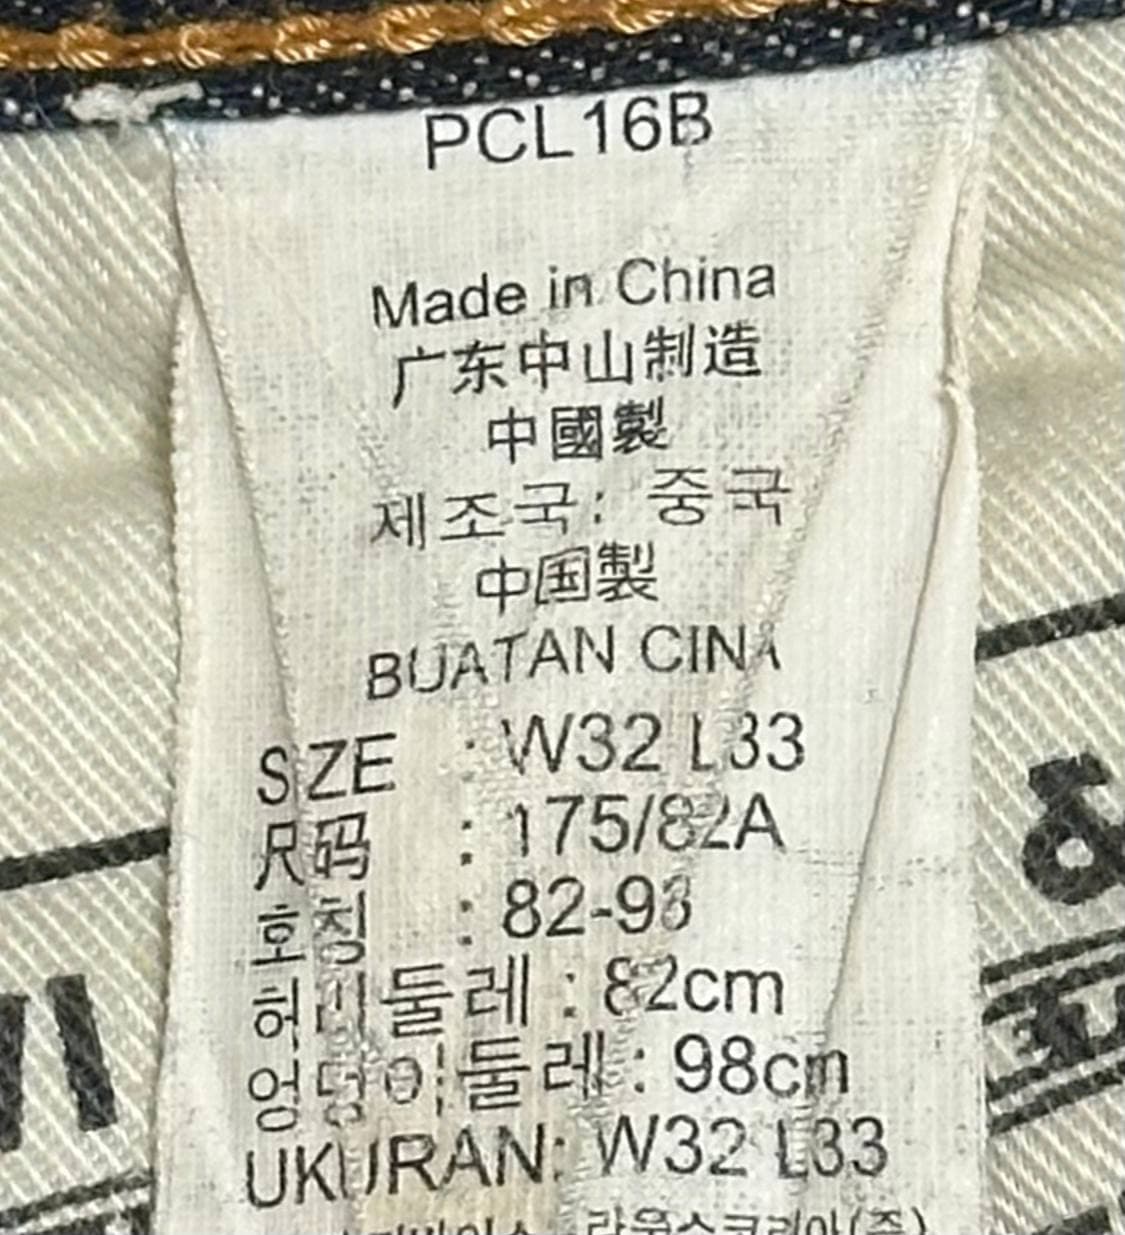 PCL16B
Made in China
广东中山制造
中國製
제조국: 중국
中国製
BUATAN CINA
SIZE : W32 L33
尺码 : 175/82A
호칭 : 82-98
허리둘레 : 82cm
엉덩이둘레 : 98cm
UKURAN: W32 L33
&